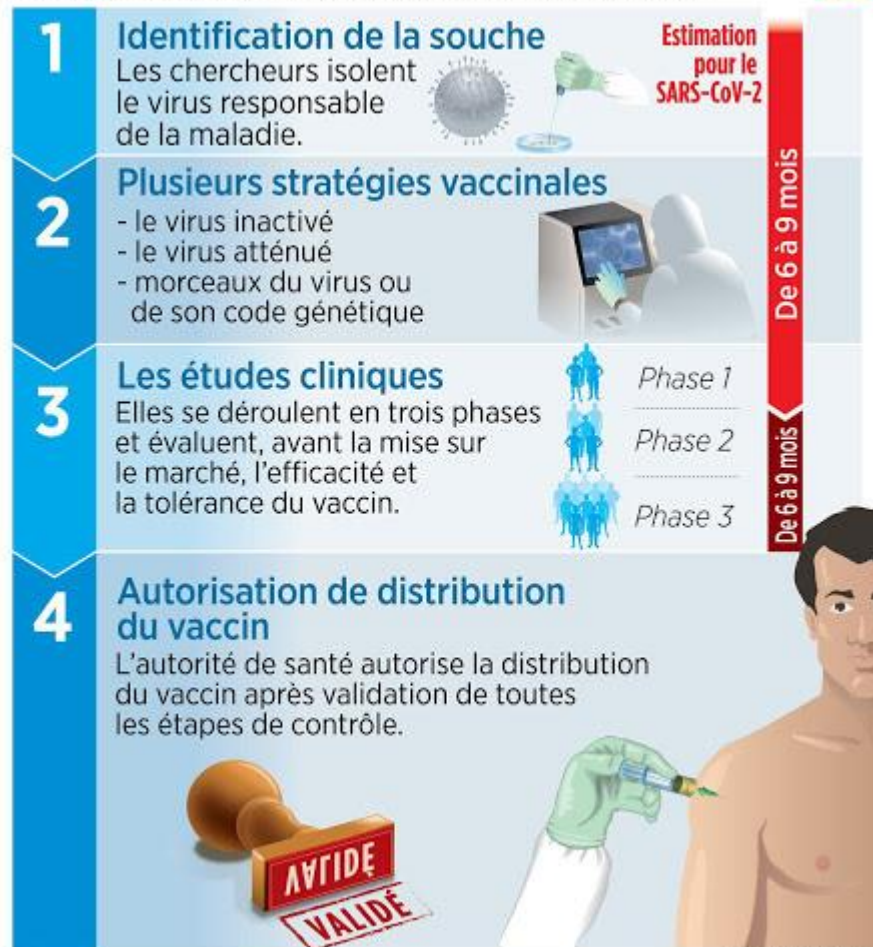 1
Identification de la souche
Les chercheurs isolent
le virus responsable
de la maladie.
Estimation
pour le
SARS-CoV-2
De 6 à 9 mois
2
Plusieurs stratégies vaccinales
- le virus inactivé
- le virus atténué
- morceaux du virus ou
de son code génétique
3
Les études cliniques
Elles se déroulent en trois phases
et évaluent, avant la mise sur
le marché, l’efficacité et
la tolérance du vaccin.
Phase 1
Phase 2
Phase 3
De 6 à 9 mois
4
Autorisation de distribution
du vaccin
L’autorité de santé autorise la distribution
du vaccin après validation de toutes
les étapes de contrôle.
VALIDÉ
VALIDÉ